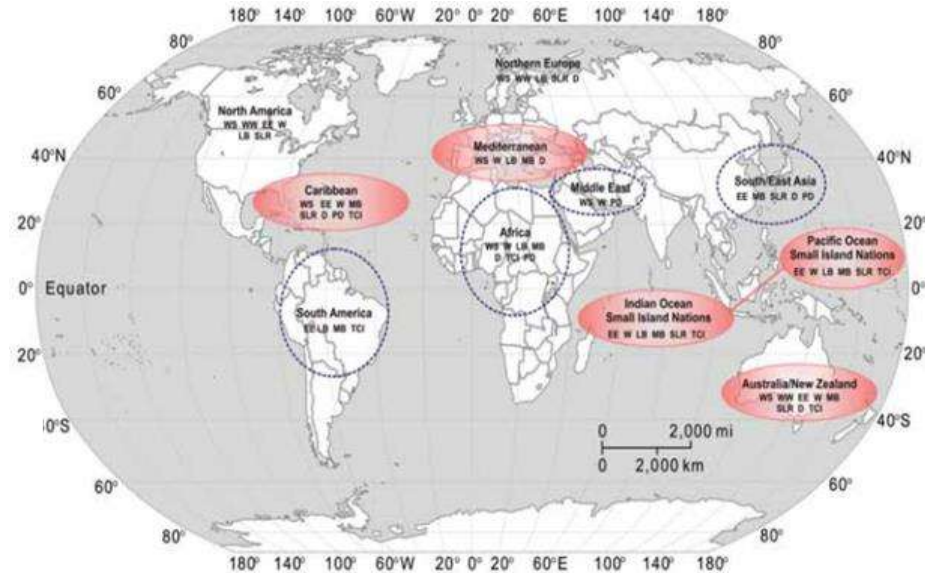 180° 140° 100° 60°W 20° 0° 20° 60°E 100° 140° 180°
80° 80°
Northern Europe
WS WW LB SLR D
60° 60°
North America
WS WW EE W
LB SLR
Mediterranean
WS W LB MB D
40°N 40°N
Caribbean
WS EE W MB
SLR D PD TCI
Middle East
WS W PD
South/East Asia
EE MB SLR D PD
20° 20°
Africa
WS W LB MB
D TCI PD
Pacific Ocean
Small Island Nations
EE W LB MB SLR TCI
0° Equator 0°
South America
EE LB MB TCI
Indian Ocean
Small Island Nations
EE W LB MB SLR TCI
20° 20°
Australia/New Zealand
WS WW EE W MB
SLR D TCI
40°S 40°S
0 2,000 mi
0 2,000 km
60° 60°
80° 80°
180° 140° 100° 60°W 20° 0° 20° 60°E 100° 140° 180°